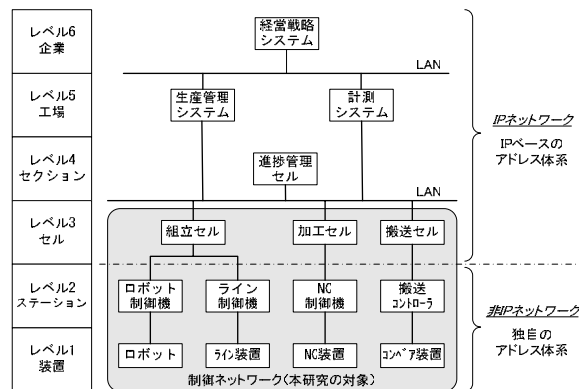 レベル6
企業
経営戦略
システム
LAN
レベル5
工場
生産管理
システム
計測
システム
IPネットワーク
IPベースの
アドレス体系
レベル4
セクション
進捗管理
セル
LAN
レベル3
セル
組立セル
加工セル
搬送セル
レベル2
ステーション
ロボット
制御機
ライン
制御機
NC
制御機
搬送
コントローラ
非IPネットワーク
独自の
アドレス体系
レベル1
装置
ロボット
ライン装置
NC装置
コンベア装置
制御ネットワーク(本研究の対象)